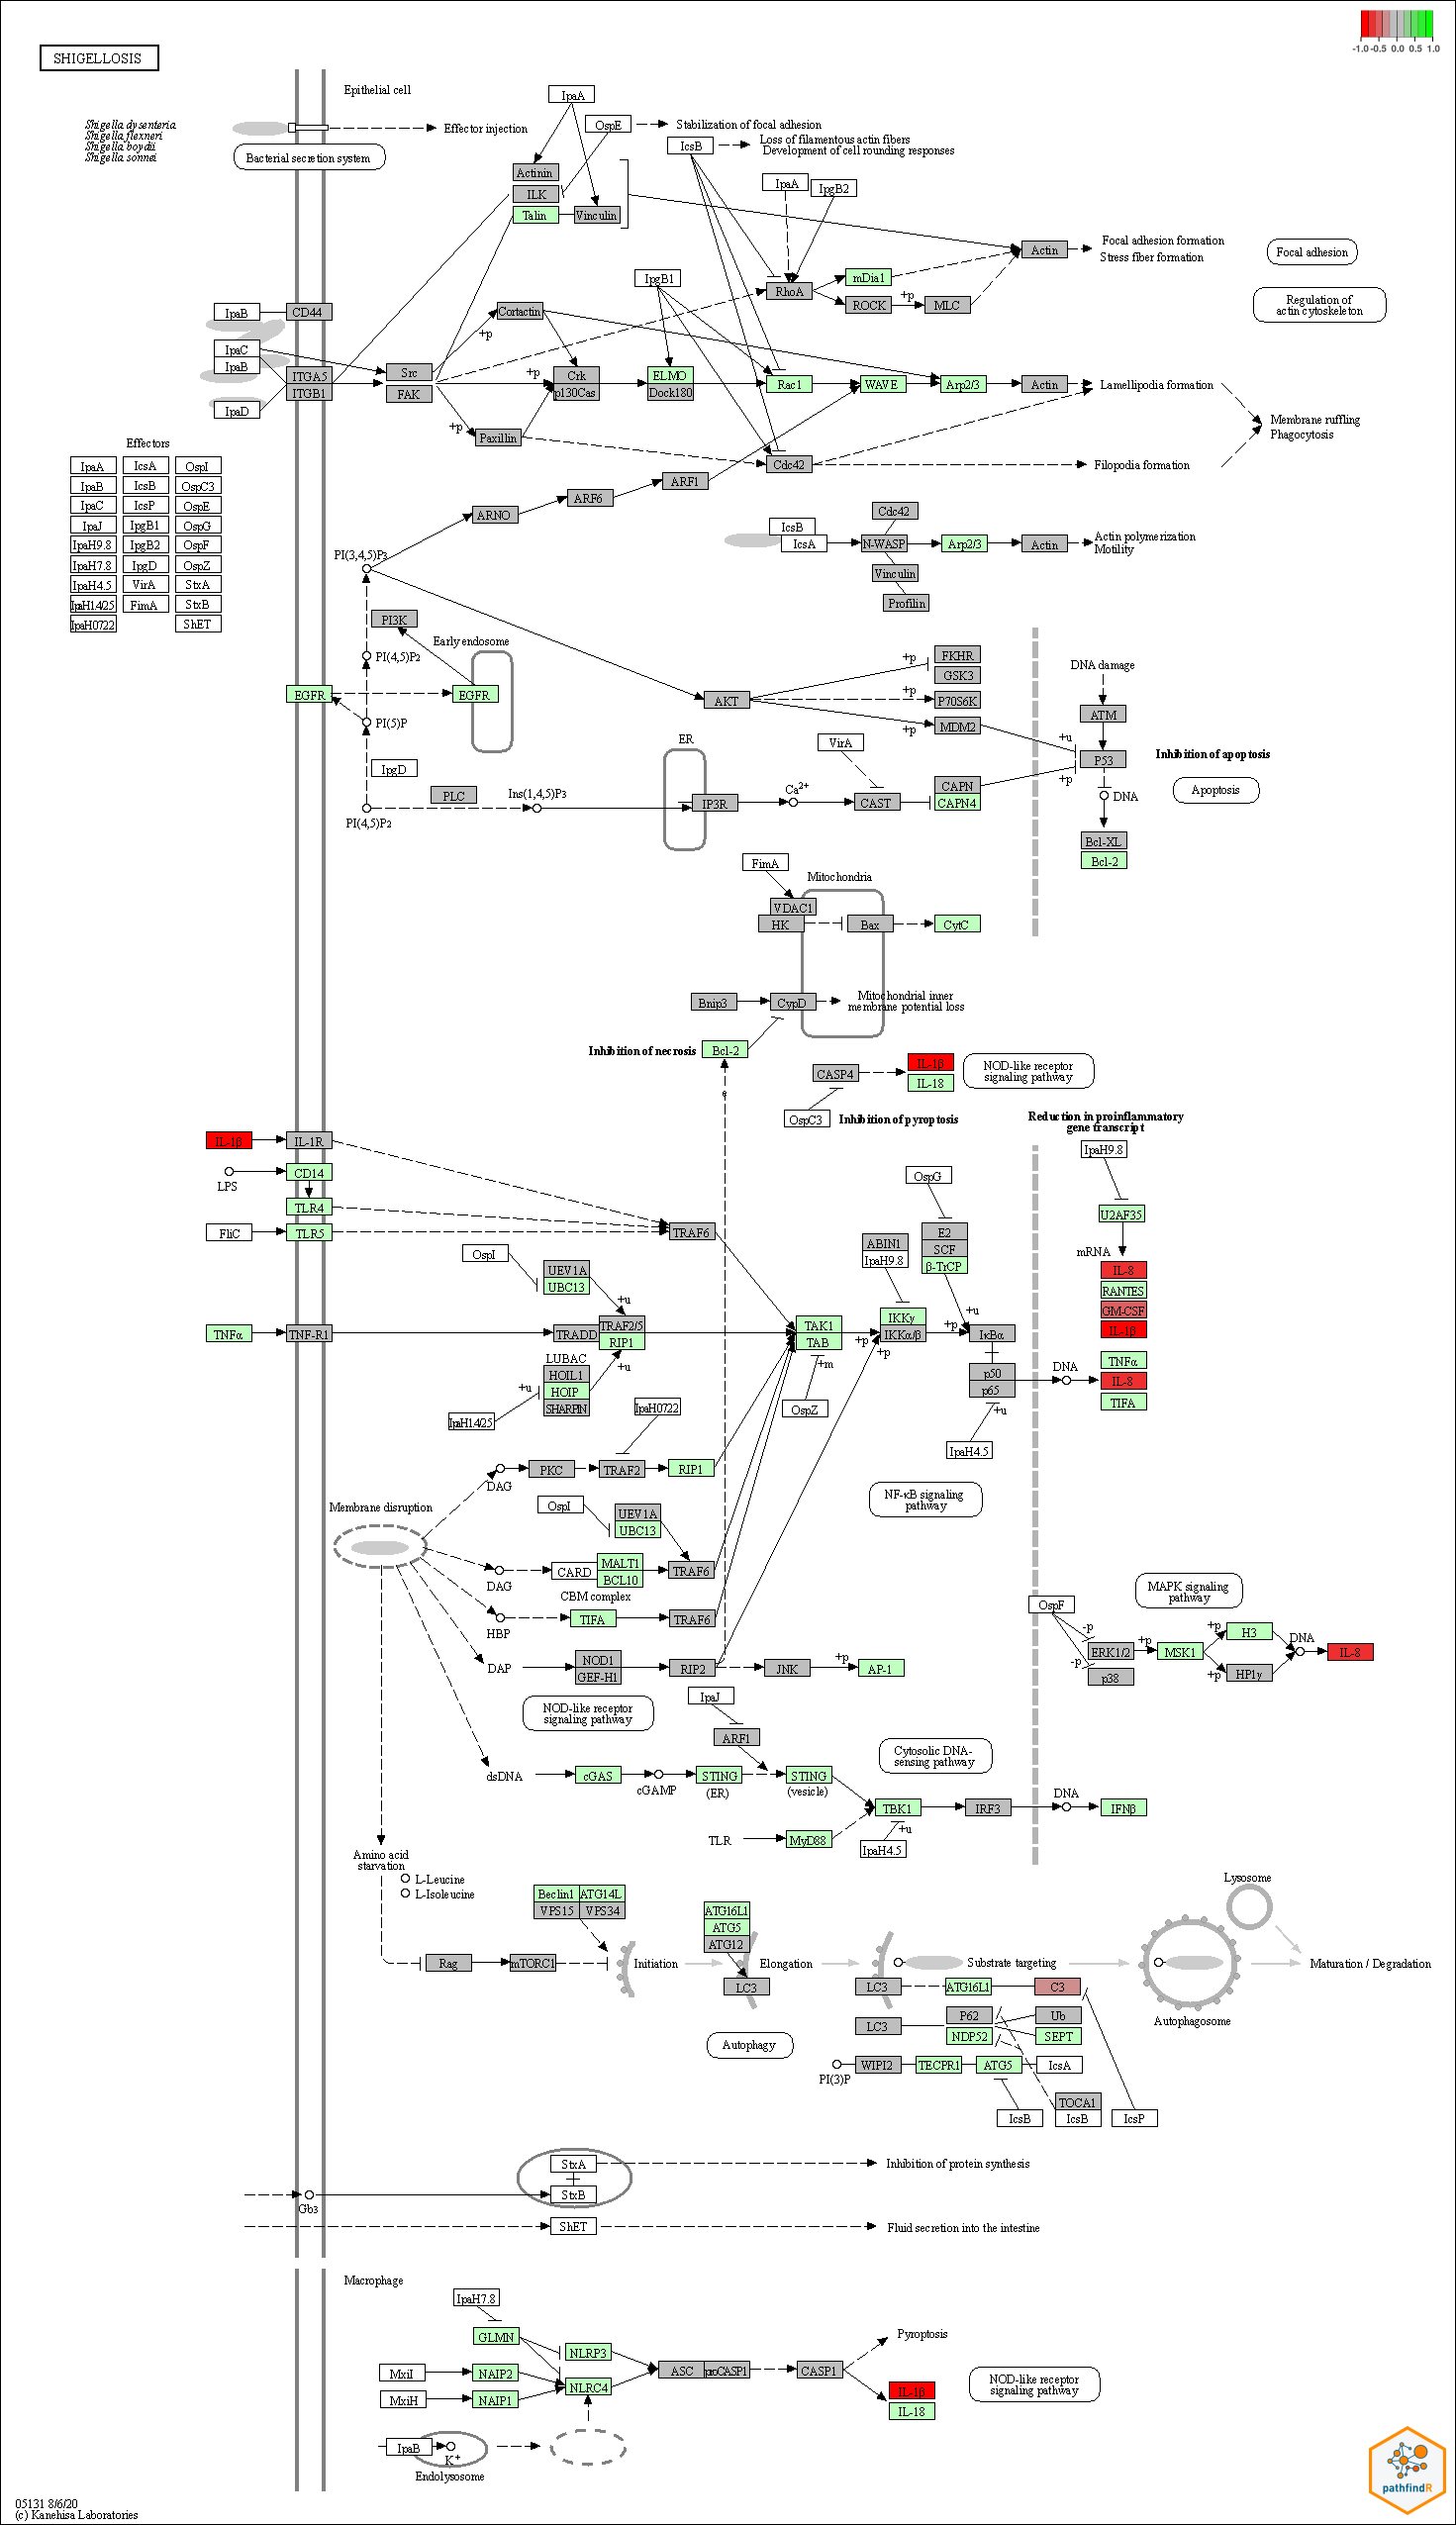 -1.0 -0.5 0.0 0.5 1.0
SHIGELLOSIS
Epithelial cell
Shigella dysenteria
Shigella flexneri
Shigella boydii
Shigella sonnei
Effector injection
Bacterial secretion system
IpaA
OspE
Stabilization of focal adhesion
IcsB
Loss of filamentous actin fibers
Development of cell rounding responses
Actinin
ILK
Talin
Vinculin
IpaA
IpgB2
Actin
Focal adhesion formation
Stress fiber formation
Focal adhesion
IpgB1
RhoA
mDia1
ROCK
+p
MLC
Regulation of
actin cytoskeleton
IpaB
CD44
Cortactin
+p
IpaC
IpaB
ITGA5
ITGB1
IpaD
Src
FAK
+p
Crk
p130Cas
ELMO
Dock180
Rac1
WAVE
Arp2/3
Actin
Lamellipodia formation
Membrane ruffling
Phagocytosis
+p
Paxillin
Cdc42
Filopodia formation
ARF1
ARF6
ARNO
Effectors
IpaA IcsA OspI
IpaB IcsB OspC3
IpaC IcsP OspE
IpaJ IpgB1 OspG
IpaH9.8 IpgB2 OspF
IpaH7.8 IpgD OspZ
IpaH4.5 VirA StxA
IpaH1.4/2.5 FimA StxB
IpaH0722 ShET
Cdc42
IcsB
IcsA
N-WASP
Arp2/3
Actin
Actin polymerization
Motility
Vinculin
Profilin
PI(3,4,5)P3
PI3K
Early endosome
PI(4,5)P2
EGFR
EGFR
PI(5)P
IpgD
PLC
Ins(1,4,5)P3
PI(4,5)P2
ER
IP3R
Ca2+
VirA
CAST
CAPN
CAPN4
AKT
+p
FKHR
GSK3
+p
P70S6K
+p
MDM2
+u
+p
DNA damage
ATM
P53
DNA
Bcl-XL
Bcl-2
Inhibition of apoptosis
Apoptosis
FimA
Mitochondria
VDAC1
HK
Bax
CytC
Bnip3
CypD
Mitochondrial inner
membrane potential loss
Inhibition of necrosis
Bcl-2
e
CASP4
IL-1β
IL-18
NOD-like receptor
signaling pathway
OspC3
Inhibition of pyroptosis
Reduction in proinflammatory
gene transcript
IL-1β
IL-1R
LPS
CD14
TLR4
FliC
TLR5
TRAF6
OspI
UEV1A
UBC13
+u
TNFα
TNF-R1
TRADD
TRAF2/5
RIP1
+u
LUBAC
HOIL1
HOIP
SHARPIN
+u
IpaH1.4/2.5
IpaH0722
TAK1
TAB
+m
OspZ
+p
+p
ABIN1
IpaH9.8
IKKγ
IKKα/β
OspG
E2
SCF
β-TrCP
+u
+p
IκBα
p50
p65
+u
IpaH4.5
IpaH9.8
U2AF35
mRNA
IL-8
RANTES
GM-CSF
IL-1β
DNA
TNFα
IL-8
TIFA
NF-κB signaling
pathway
Membrane disruption
DAG
PKC
TRAF2
RIP1
OspI
UEV1A
UBC13
DAG
CARD
MALT1
BCL10
TRAF6
CBM complex
HBP
TIFA
TRAF6
DAP
NOD1
GEF-H1
RIP2
JNK
+p
AP-1
MAPK signaling
pathway
OspF
-p
-p
ERK1/2
p38
+p
MSK1
+p
+p
H3
HP1γ
DNA
IL-8
NOD-like receptor
signaling pathway
IpaJ
ARF1
Cytosolic DNA-
sensing pathway
dsDNA
cGAS
cGAMP
STING
(ER)
STING
(vesicle)
TBK1
IRF3
DNA
IFNβ
TLR
MyD88
+u
IpaH4.5
Amino acid
starvation
L-Leucine
L-Isoleucine
Beclin1
ATG14L
VPS15
VPS34
ATG16L1
ATG5
ATG12
Rag
mTORC1
Initiation
LC3
Elongation
Substrate targeting
Lysosome
Autophagosome
Maturation / Degradation
LC3
ATG16L1
C3
P62
Ub
LC3
NDP52
SEPT
PI(3)P
WIPI2
TECPR1
ATG5
IcsA
Autophagy
TOCA1
IcsB
IcsB
IcsP
StxA
Inhibition of protein synthesis
StxB
Gb3
ShET
Fluid secretion into the intestine
Macrophage
IpaH7.8
GLMN
NLRP3
MxiI
NAIP2
NLRC4
MxiH
NAIP1
ASC
proCASP1
CASP1
Pyroptosis
IL-1β
IL-18
NOD-like receptor
signaling pathway
IpaB
K+
Endolysosome
pathfindR
05131 8/6/20
(c) Kanehisa Laboratories